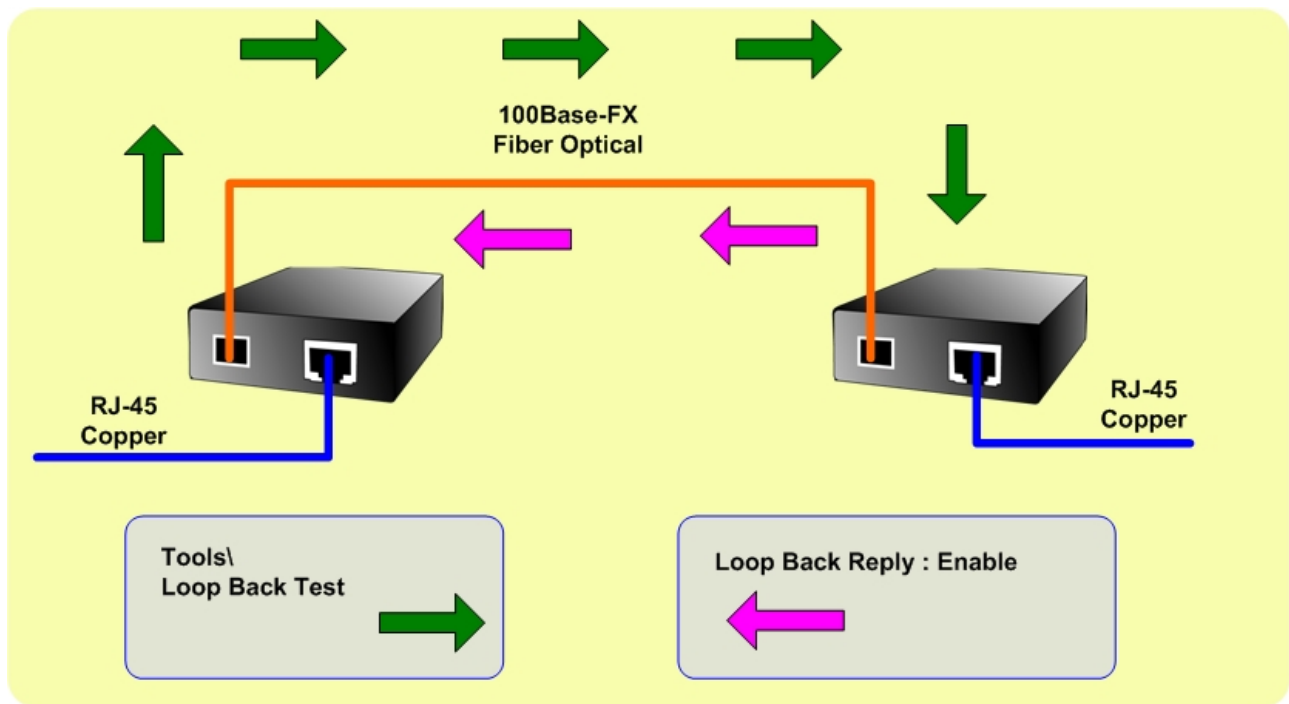 100Base-FX
Fiber Optical
RJ-45
Copper
RJ-45
Copper
Tools\
Loop Back Test
Loop Back Reply : Enable